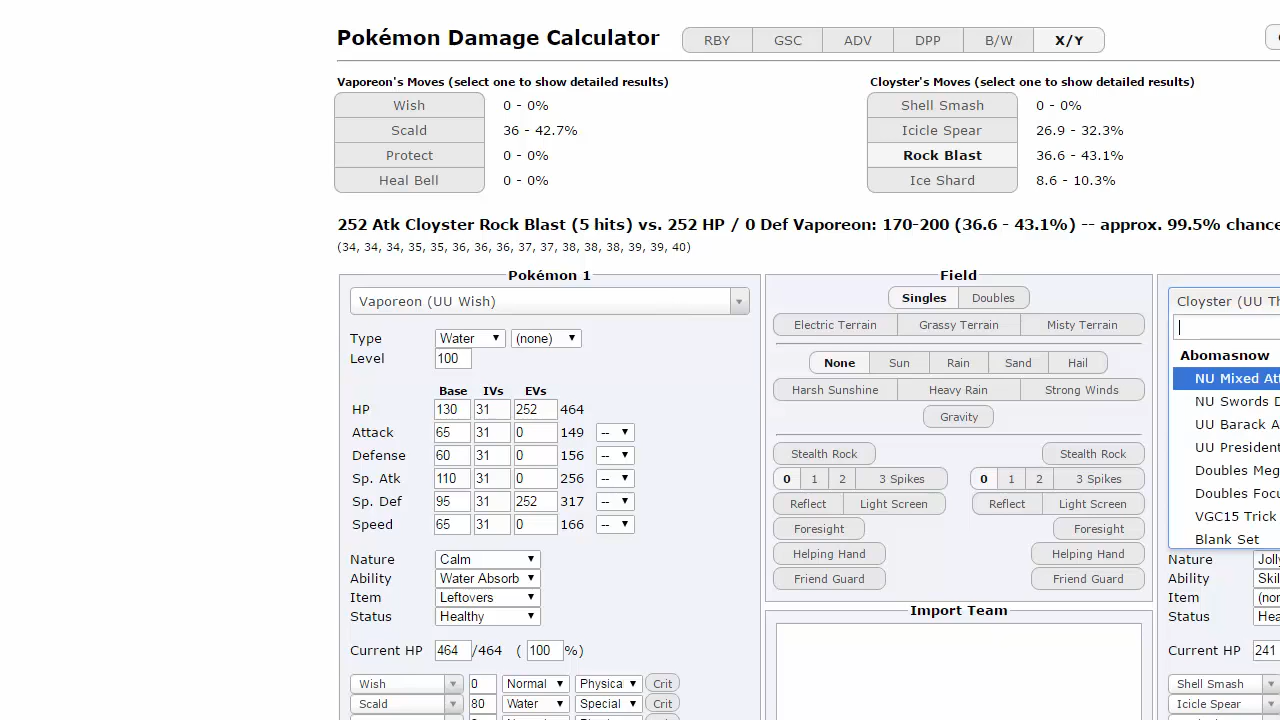 Pokémon Damage Calculator
RBY GSC ADV DPP B/W X/Y
Vaporeon's Moves (select one to show detailed results)
Wish 0 - 0%
Scald 36 - 42.7%
Protect 0 - 0%
Heal Bell 0 - 0%
Cloyster's Moves (select one to show detailed results)
Shell Smash 0 - 0%
Icicle Spear 26.9 - 32.3%
Rock Blast 36.6 - 43.1%
Ice Shard 8.6 - 10.3%
252 Atk Cloyster Rock Blast (5 hits) vs. 252 HP / 0 Def Vaporeon: 170-200 (36.6 - 43.1%) -- approx. 99.5% chance
(34, 34, 34, 35, 35, 36, 36, 36, 37, 37, 38, 38, 38, 39, 39, 40)
Pokémon 1
Vaporeon (UU Wish)
Type Water (none)
Level 100
Base IVs EVs
HP 130 31 252 464
Attack 65 31 0 149 --
Defense 60 31 0 156 --
Sp. Atk 110 31 0 256 --
Sp. Def 95 31 252 317 --
Speed 65 31 0 166 --
Nature Calm
Ability Water Absorb
Item Leftovers
Status Healthy
Current HP 464 /464 ( 100 %)
Wish 0 Normal Physica Crit
Scald 80 Water Special Crit
Field
Singles Doubles
Electric Terrain Grassy Terrain Misty Terrain
None Sun Rain Sand Hail
Harsh Sunshine Heavy Rain Strong Winds
Gravity
Stealth Rock Stealth Rock
0 1 2 3 Spikes 0 1 2 3 Spikes
Reflect Light Screen Reflect Light Screen
Foresight Foresight
Helping Hand Helping Hand
Friend Guard Friend Guard
Import Team
Cloyster (UU Th
Abomasnow
NU Mixed Att
NU Swords D
UU Barack A
UU President
Doubles Meg
Doubles Focu
VGC15 Trick
Blank Set
Nature Jolly
Ability Skil
Item (non
Status Hea
Current HP 241
Shell Smash
Icicle Spear